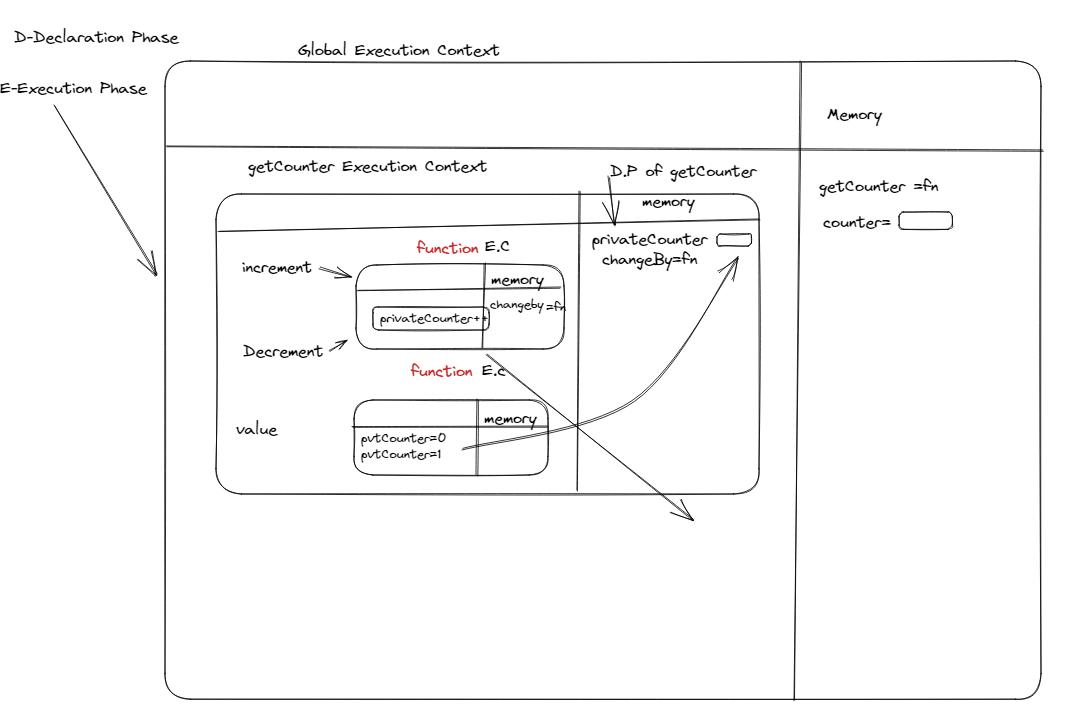 D-Declaration Phase
Global Execution Context
E-Execution Phase
Memory
getCounter Execution Context
D.P of getCounter
memory
getCounter =fn
counter=
privateCounter
changeBy=fn
function E.C
increment
memory
changeby=fn
privateCounter++
Decrement
function E.c
value
memory
pvtCounter=0
pvtCounter=1